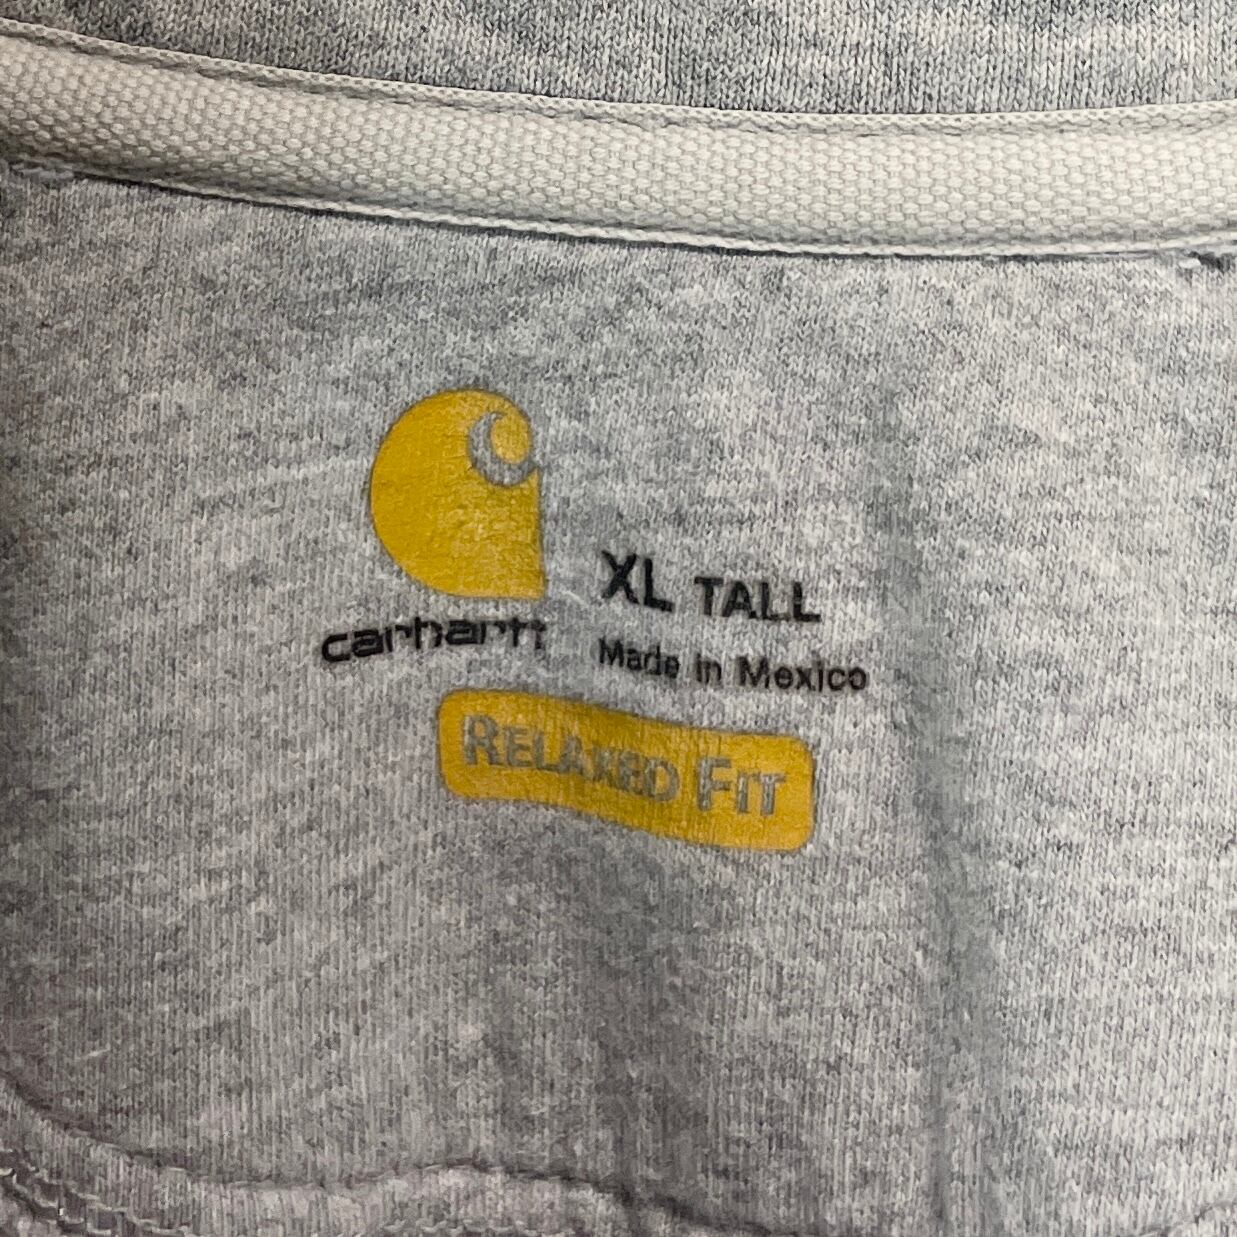 carhartt
XL TALL
Made in Mexico
RELAXED FIT